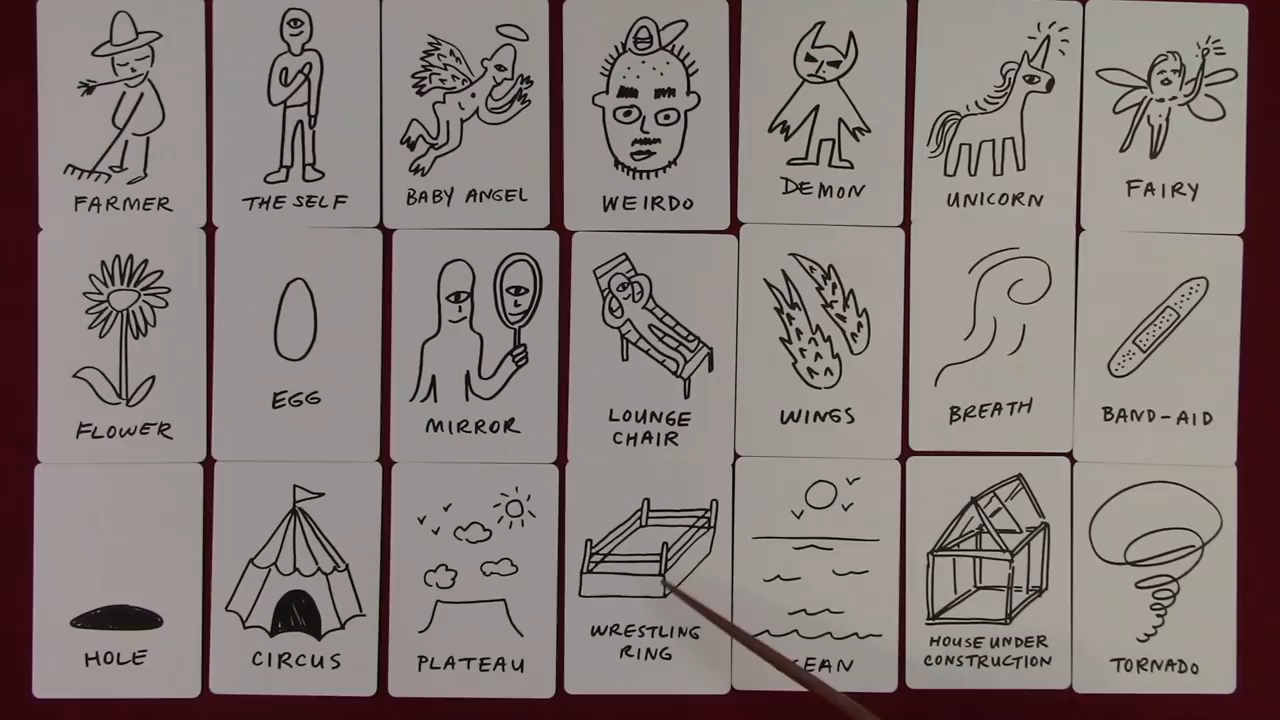 FARMER
THE SELF
BABY ANGEL
WEIRDO
DEMON
UNICORN
FAIRY
FLOWER
EGG
MIRROR
LOUNGE
CHAIR
WINGS
BREATH
BAND-AID
HOLE
CIRCUS
PLATEAU
WRESTLING
RING
OCEAN
HOUSE UNDER
CONSTRUCTION
TORNADO